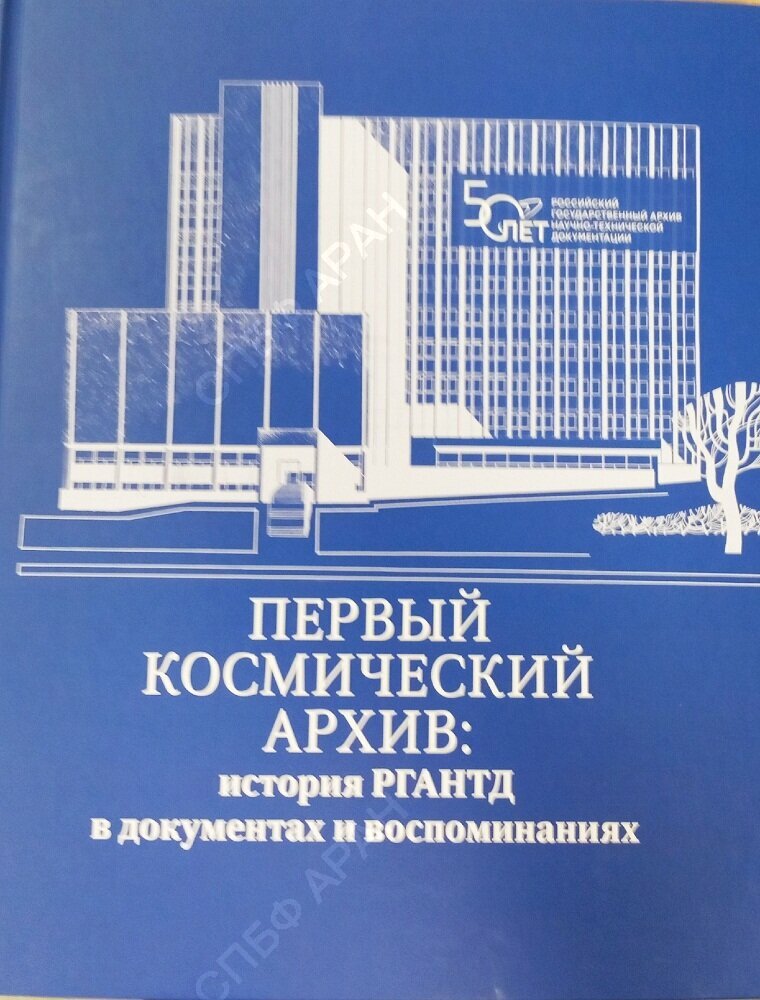 50 ЛЕТ
РОССИЙСКИЙ
ГОСУДАРСТВЕННЫЙ АРХИВ
НАУЧНО-ТЕХНИЧЕСКОЙ
ДОКУМЕНТАЦИИ
СПБФ АРАН
ПЕРВЫЙ
КОСМИЧЕСКИЙ
АРХИВ:
история РГАНТД
в документах и воспоминаниях
СПБФ АРАН